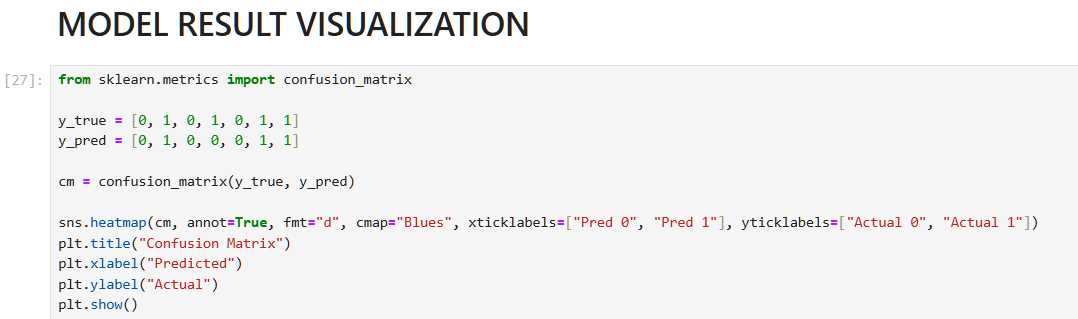 MODEL RESULT VISUALIZATION
[27]: from sklearn.metrics import confusion_matrix
y_true = [0, 1, 0, 1, 0, 1, 1]
y_pred = [0, 1, 0, 0, 0, 1, 1]
cm = confusion_matrix(y_true, y_pred)
sns.heatmap(cm, annot=True, fmt="d", cmap="Blues", xticklabels=["Pred 0", "Pred 1"], yticklabels=["Actual 0", "Actual 1"])
plt.title("Confusion Matrix")
plt.xlabel("Predicted")
plt.ylabel("Actual")
plt.show()